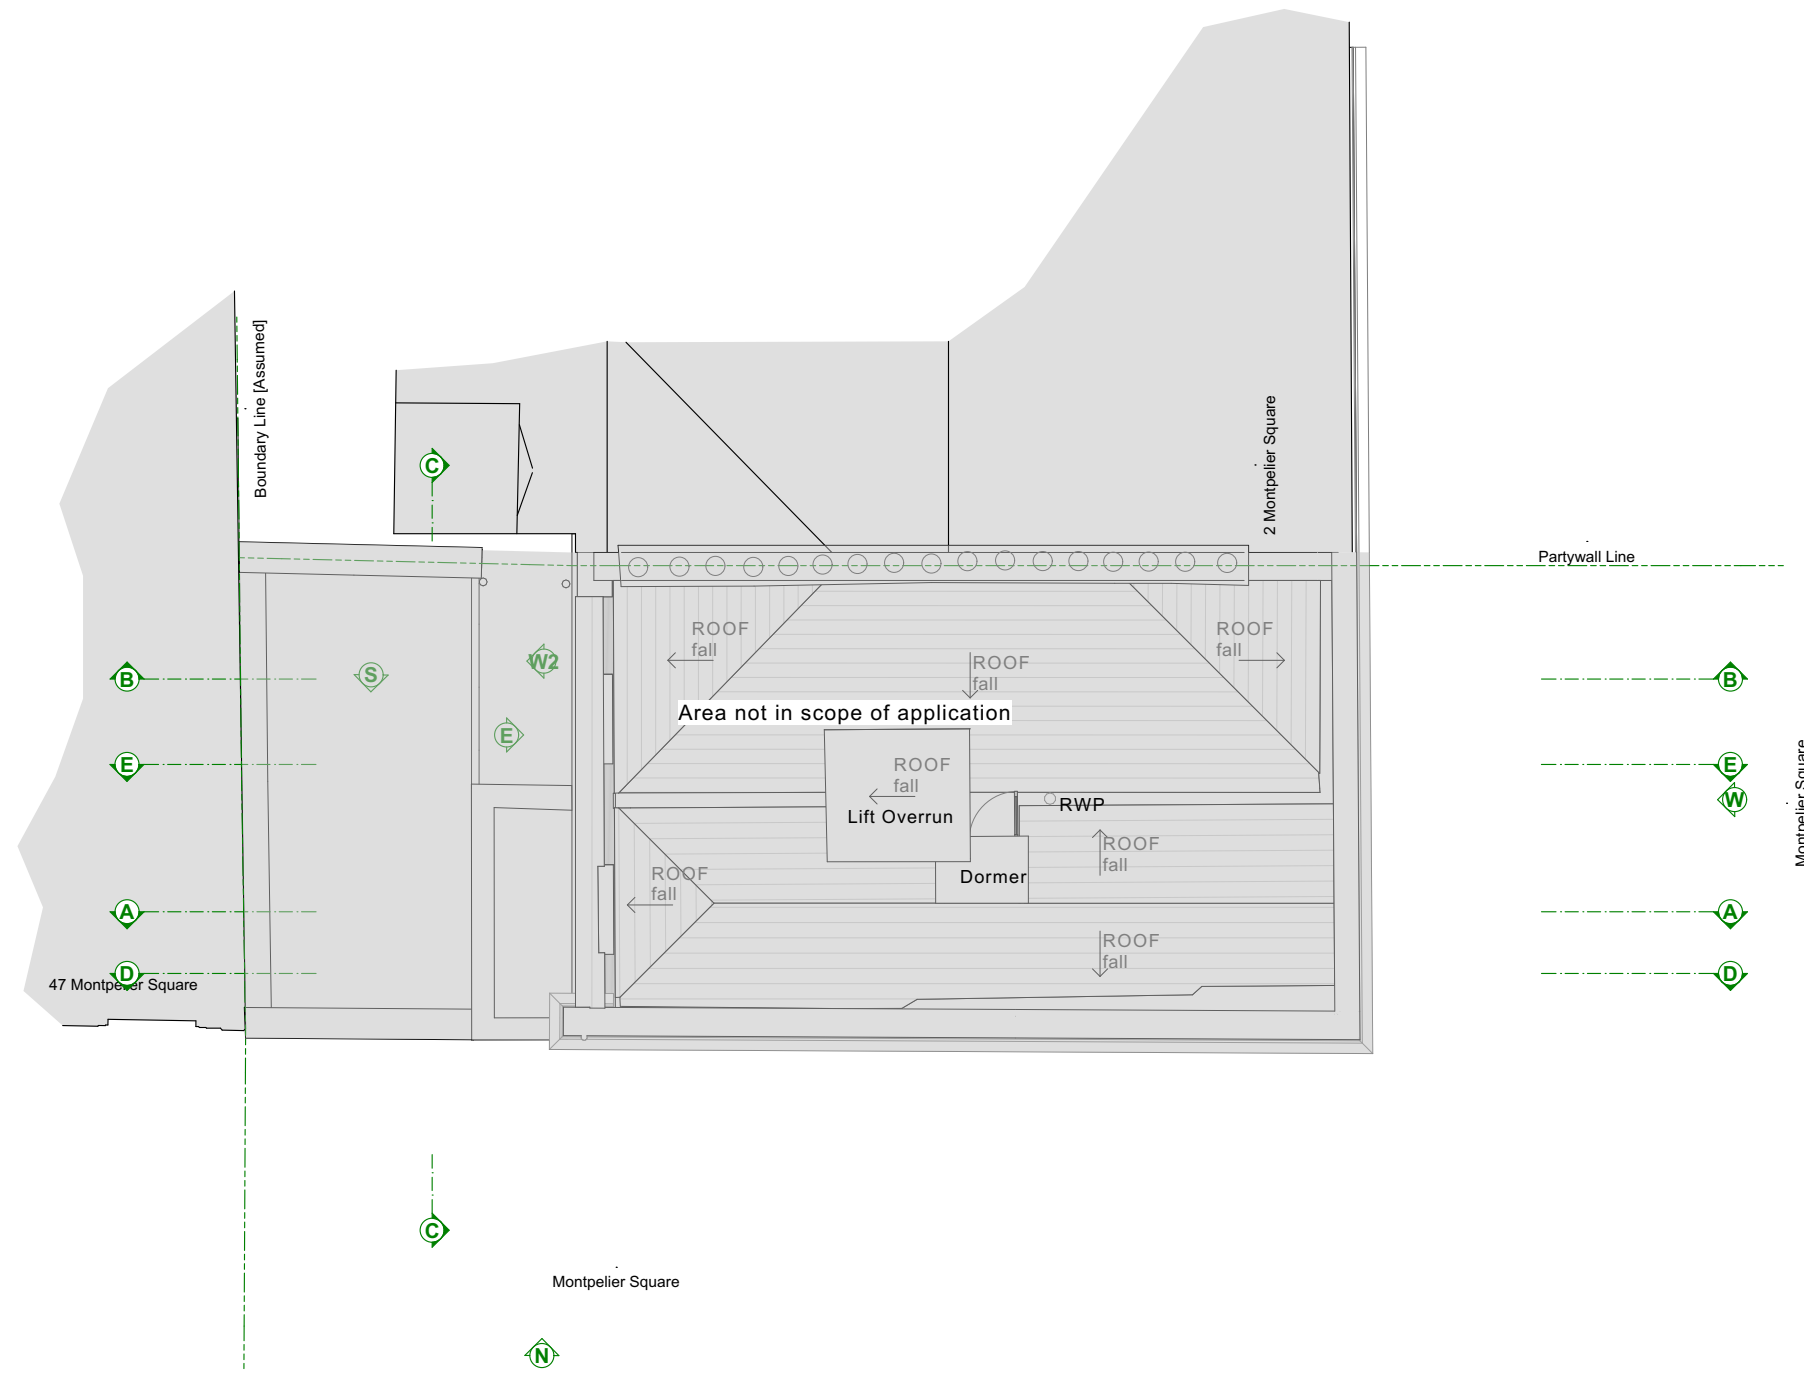 Boundary Line [Assumed]
2 Montpelier Square
C
Partywall Line
ROOF
fall
ROOF
fall
ROOF
fall
W2
S
B
B
Area not in scope of application
E
E
E
ROOF
fall
Lift Overrun
RWP
W
Montpelier Square
ROOF
fall
ROOF
fall
Dormer
A
A
ROOF
fall
D
D
47 Montpelier Square
C
Montpelier Square
N